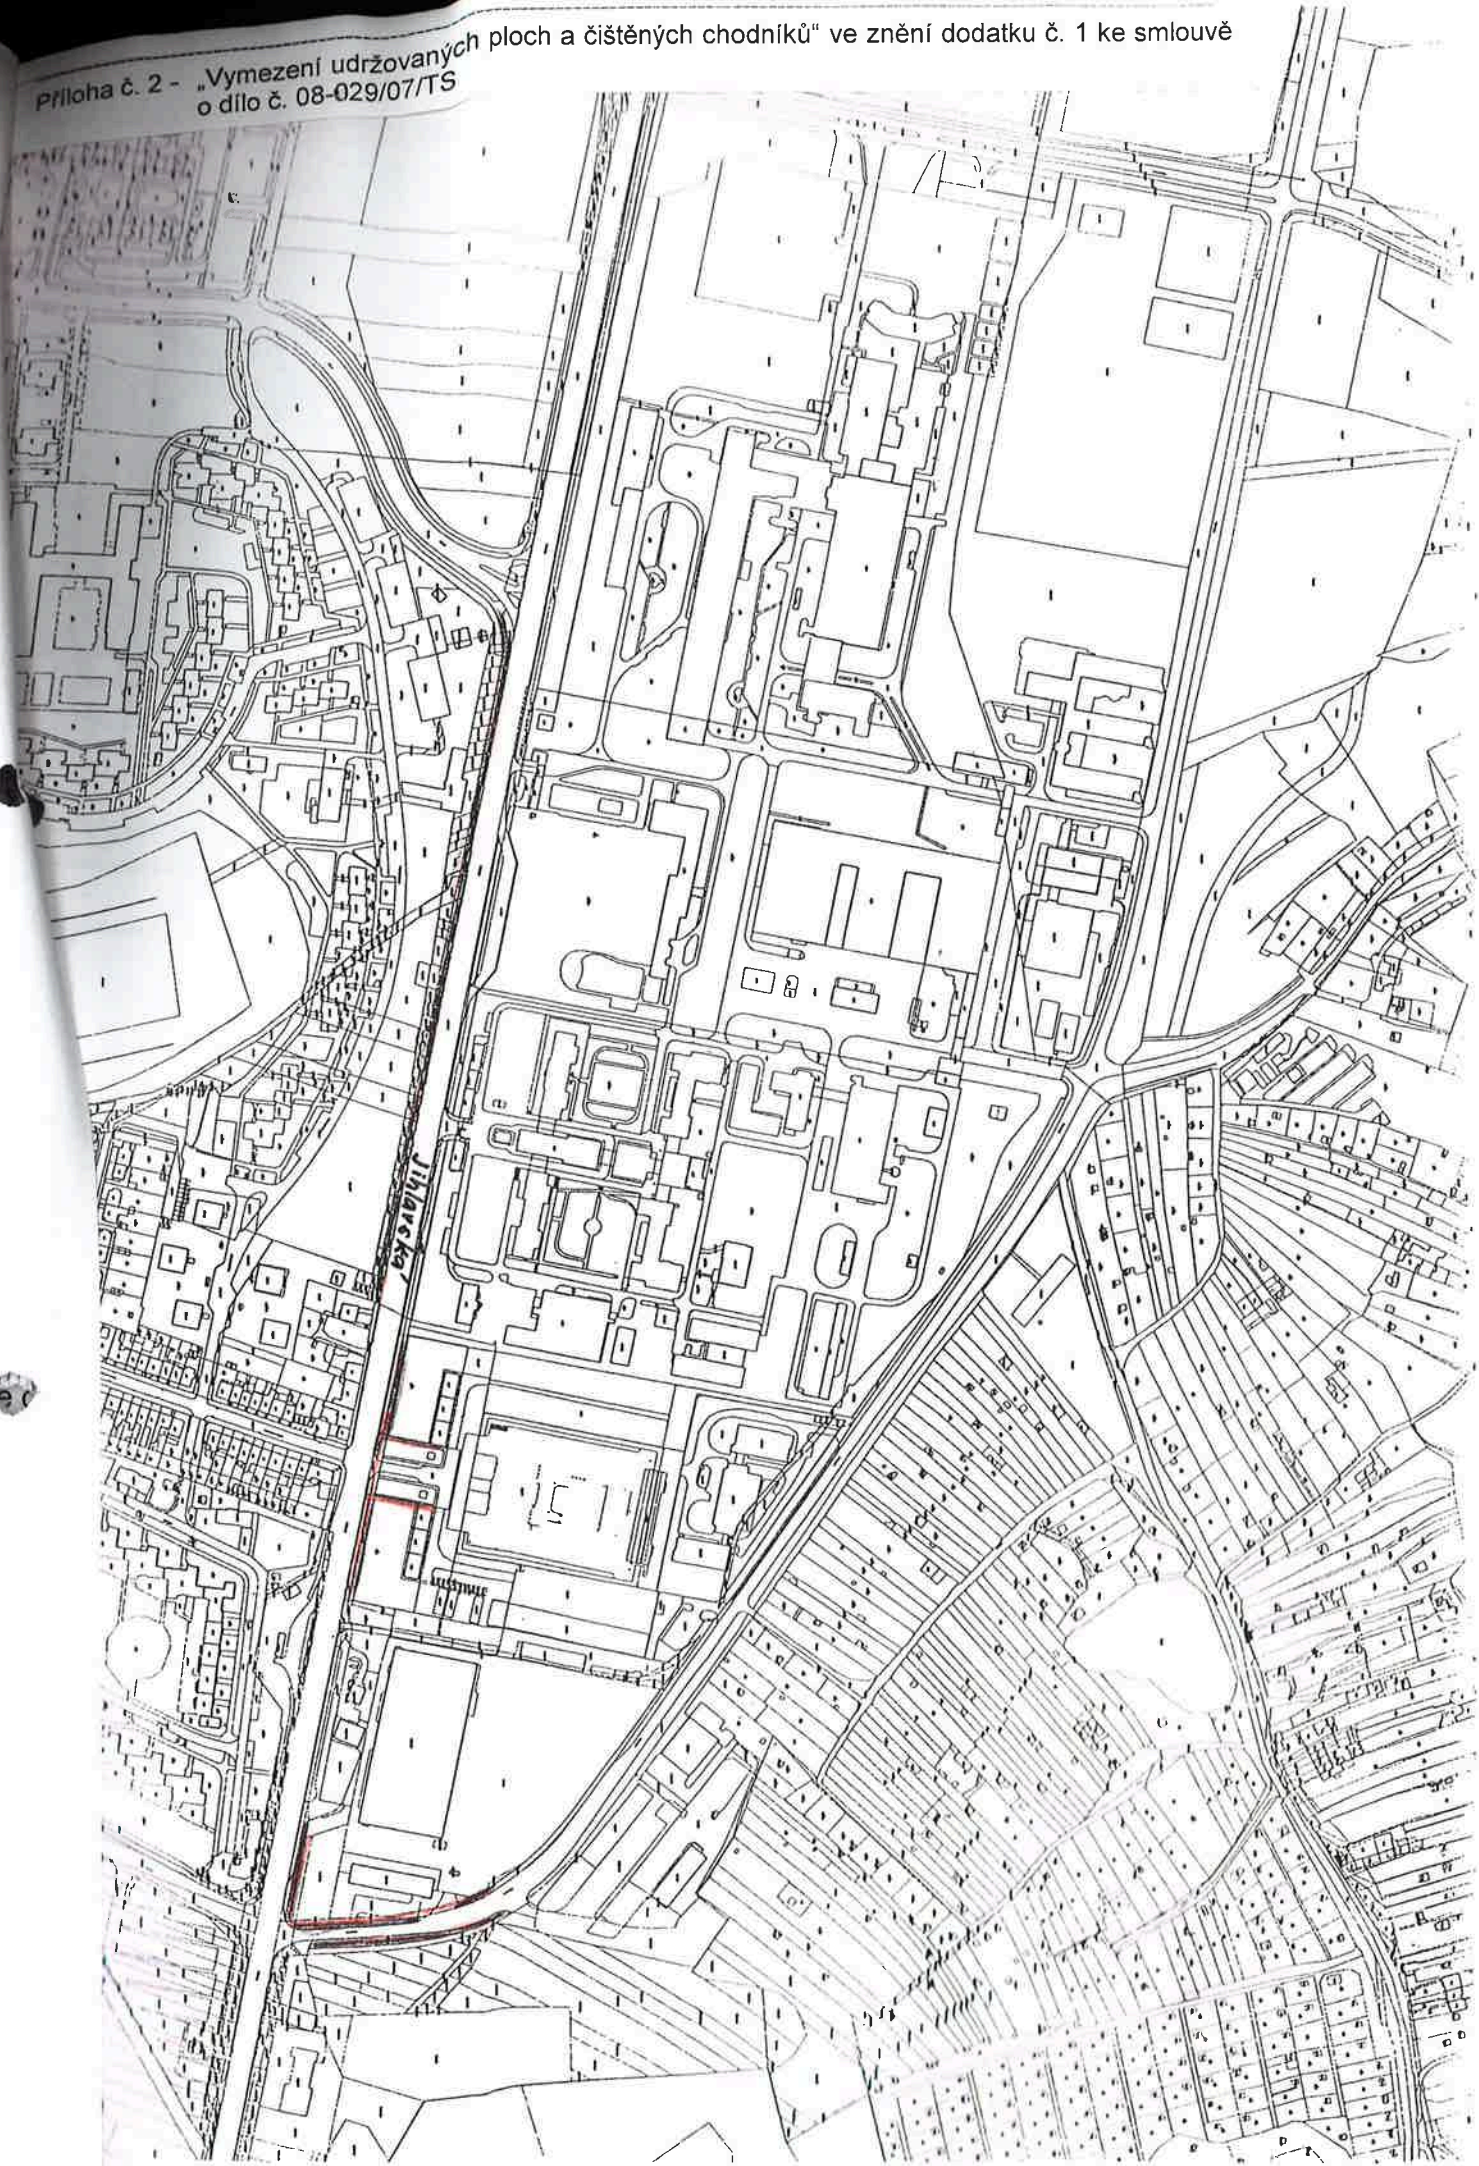 Příloha č. 2 - „Vymezení udržovaných ploch a čištěných chodníků“ ve znění dodatku č. 1 ke smlouvě
o dílo č. 08-029/07/TS
Jihlavská